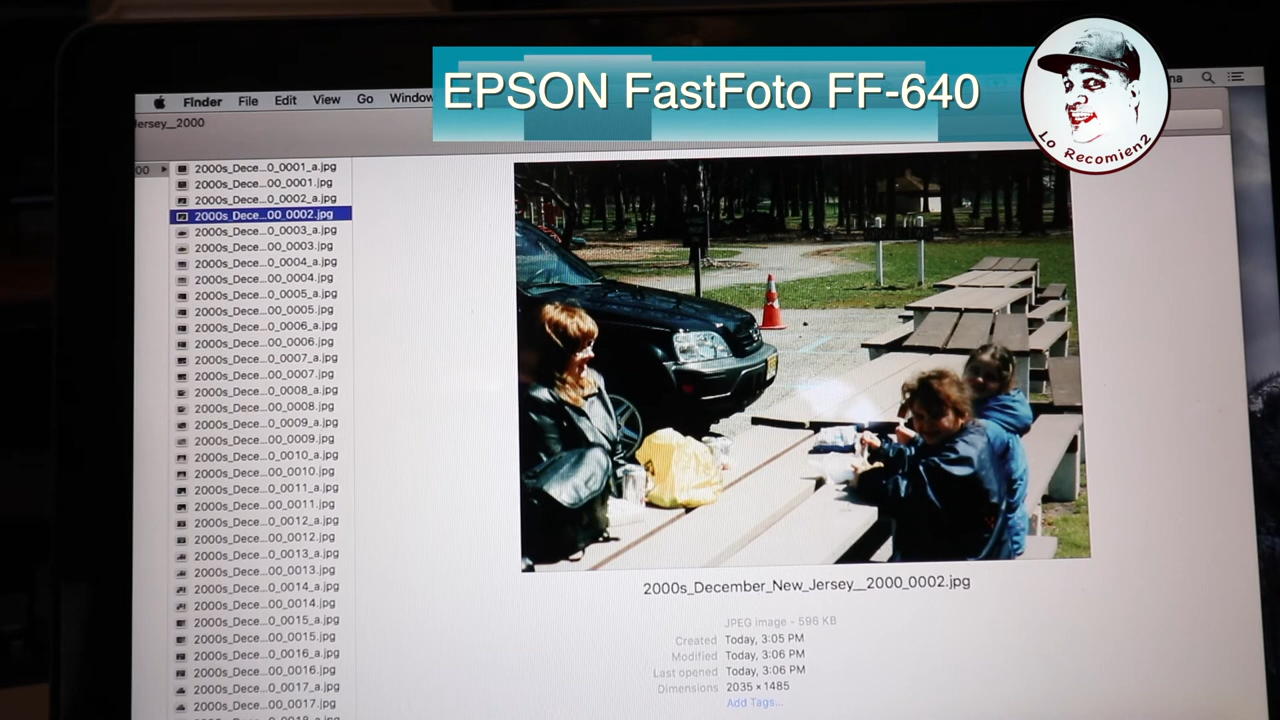 EPSON FastFoto FF-640
Lo Recomien2
Finder File Edit View Go Window
Jersey__2000
00
2000s_Dece...0_0001_a.jpg
2000s_Dece...00_0001.jpg
2000s_Dece...0_0002_a.jpg
2000s_Dece...00_0002.jpg
2000s_Dece...0_0003_a.jpg
2000s_Dece...00_0003.jpg
2000s_Dece...0_0004_a.jpg
2000s_Dece...00_0004.jpg
2000s_Dece...0_0005_a.jpg
2000s_Dece...00_0005.jpg
2000s_Dece...0_0006_a.jpg
2000s_Dece...00_0006.jpg
2000s_Dece...0_0007_a.jpg
2000s_Dece...00_0007.jpg
2000s_Dece...0_0008_a.jpg
2000s_Dece...00_0008.jpg
2000s_Dece...0_0009_a.jpg
2000s_Dece...00_0009.jpg
2000s_Dece...0_0010_a.jpg
2000s_Dece...00_0010.jpg
2000s_Dece...0_0011_a.jpg
2000s_Dece...00_0011.jpg
2000s_Dece...0_0012_a.jpg
2000s_Dece...00_0012.jpg
2000s_Dece...0_0013_a.jpg
2000s_Dece...00_0013.jpg
2000s_Dece...0_0014_a.jpg
2000s_Dece...00_0014.jpg
2000s_Dece...0_0015_a.jpg
2000s_Dece...00_0015.jpg
2000s_Dece...0_0016_a.jpg
2000s_Dece...00_0016.jpg
2000s_Dece...0_0017_a.jpg
2000s_Dece...00_0017.jpg
2000s_December_New_Jersey__2000_0002.jpg
JPEG image - 596 KB
Created Today, 3:05 PM
Modified Today, 3:06 PM
Last opened Today, 3:06 PM
Dimensions 2035 × 1485
Add Tags...